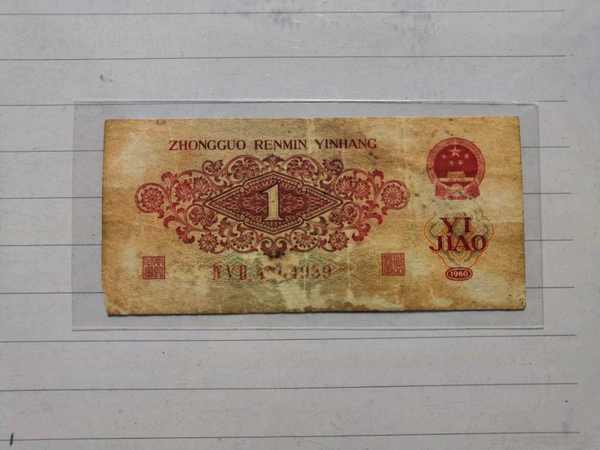 ZHONGGUO RENMIN YINHANG
1
YI
JIAO
1960